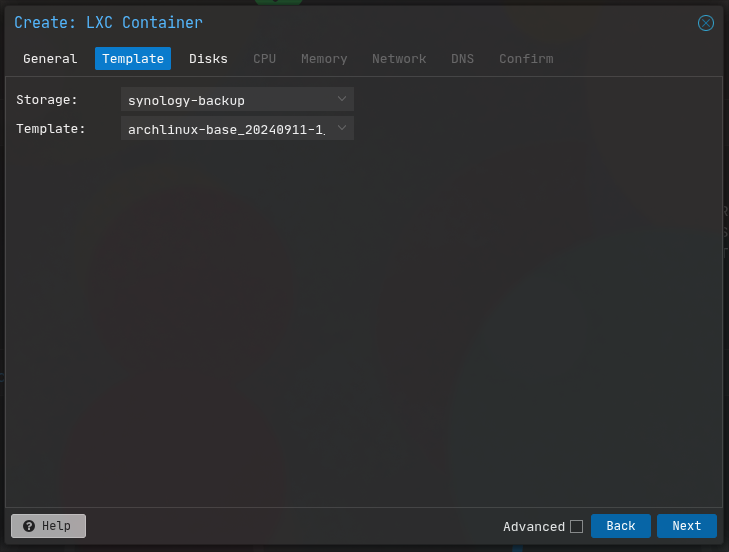 Create: LXC Container
General Template Disks CPU Memory Network DNS Confirm
Storage: synology-backup
Template: archlinux-base_20240911-1_
Help Advanced Back Next